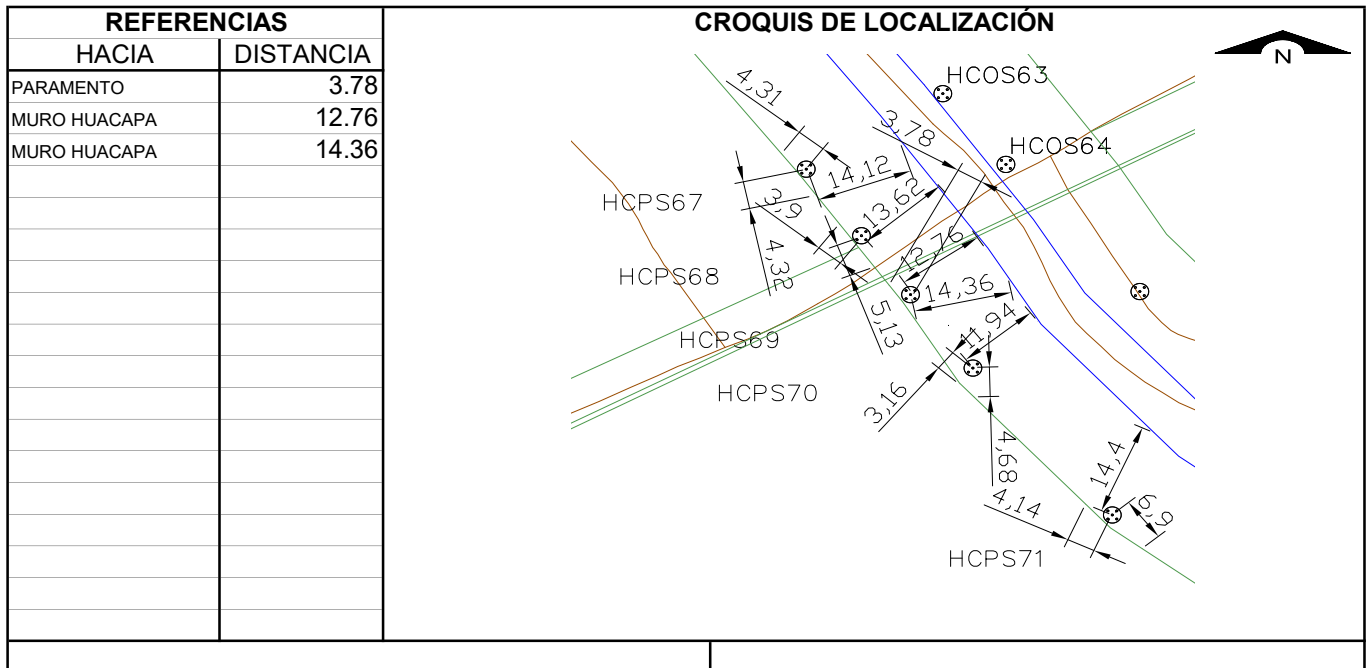 REFERENCIAS
HACIA DISTANCIA
PARAMENTO 3.78
MURO HUACAPA 12.76
MURO HUACAPA 14.36
CROQUIS DE LOCALIZACIÓN
N
HCOS63
4,31
3,78
HCOS64
14,12
HCPS67
3,9
13,62
4,32
12,76
HCPS68
14,36
5,13
11,94
HCPS69
HCPS70
3,16
4,68
14,4
4,14
6,9
HCPS71